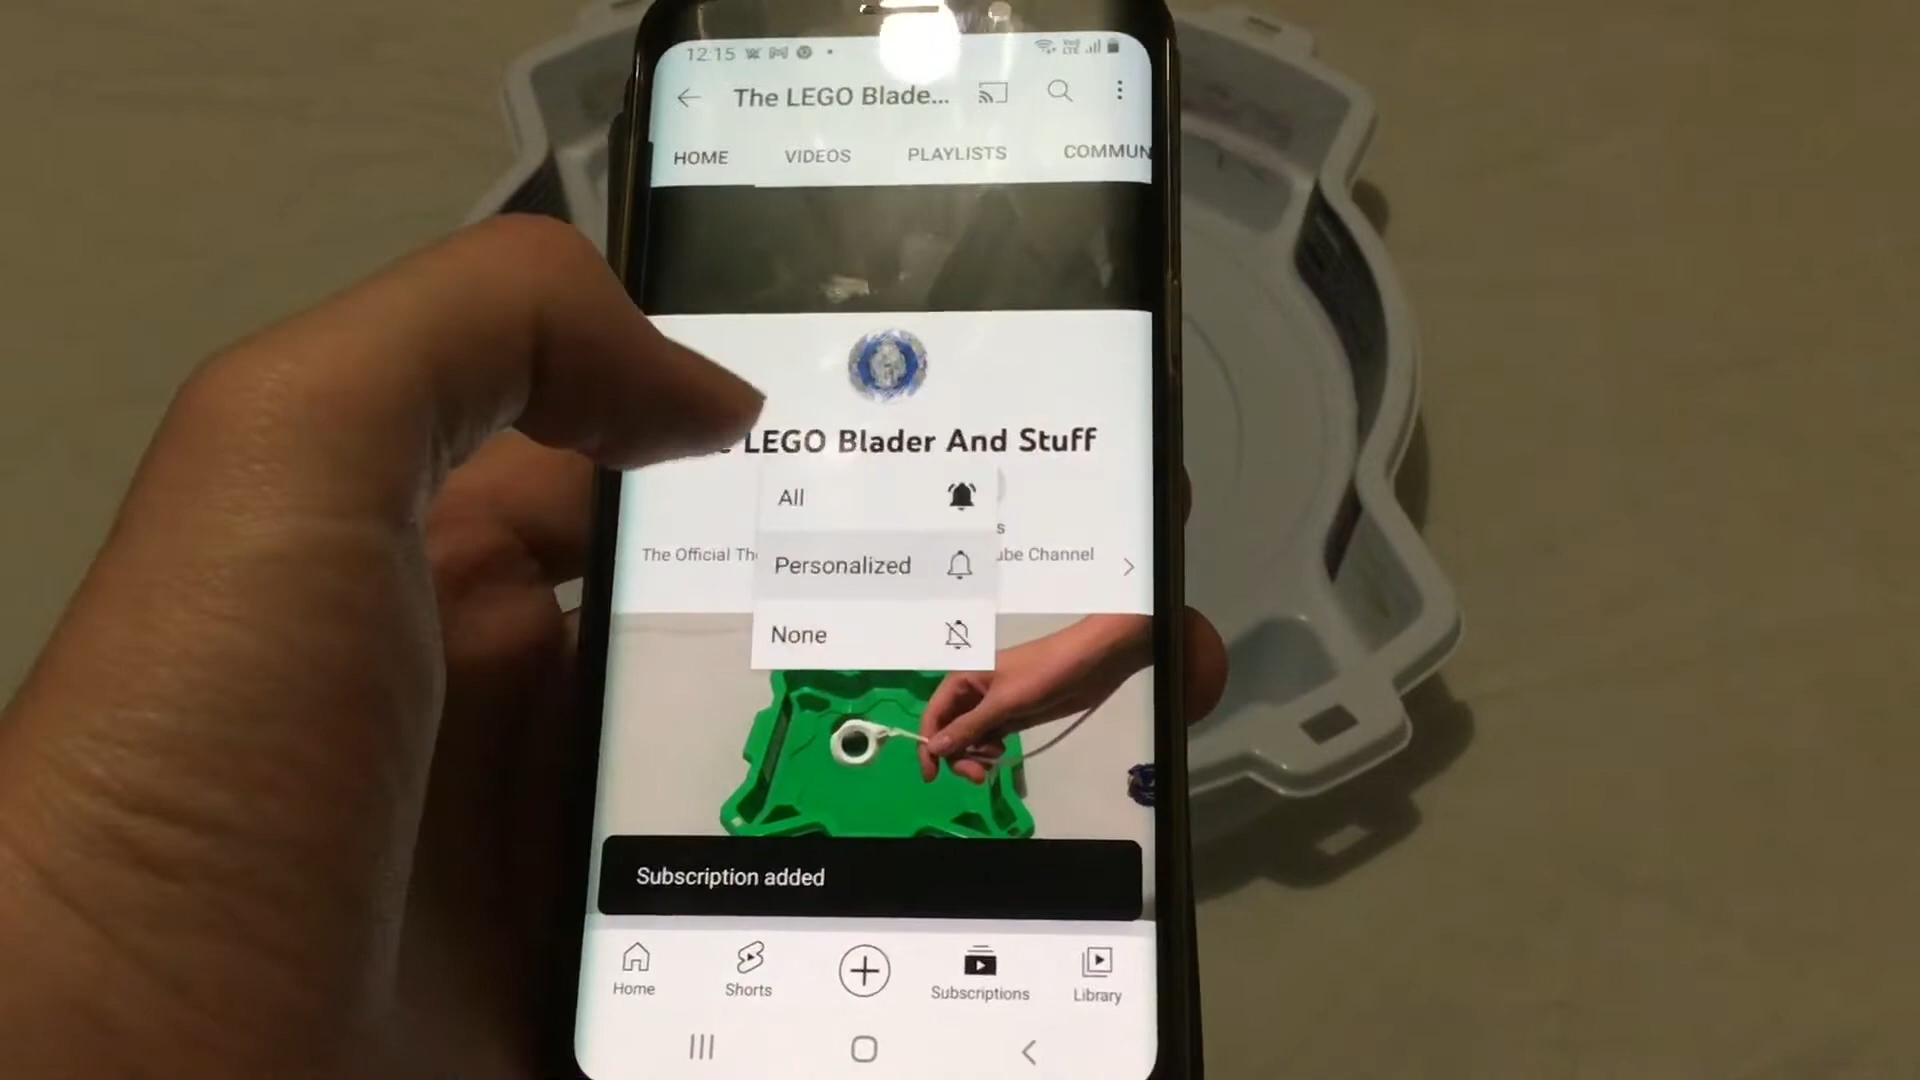 12:15
The LEGO Blade...
HOME VIDEOS PLAYLISTS COMMUN
LEGO Blader And Stuff
All
s
The Official Th
ube Channel
Personalized
None
Subscription added
Home Shorts Subscriptions Library